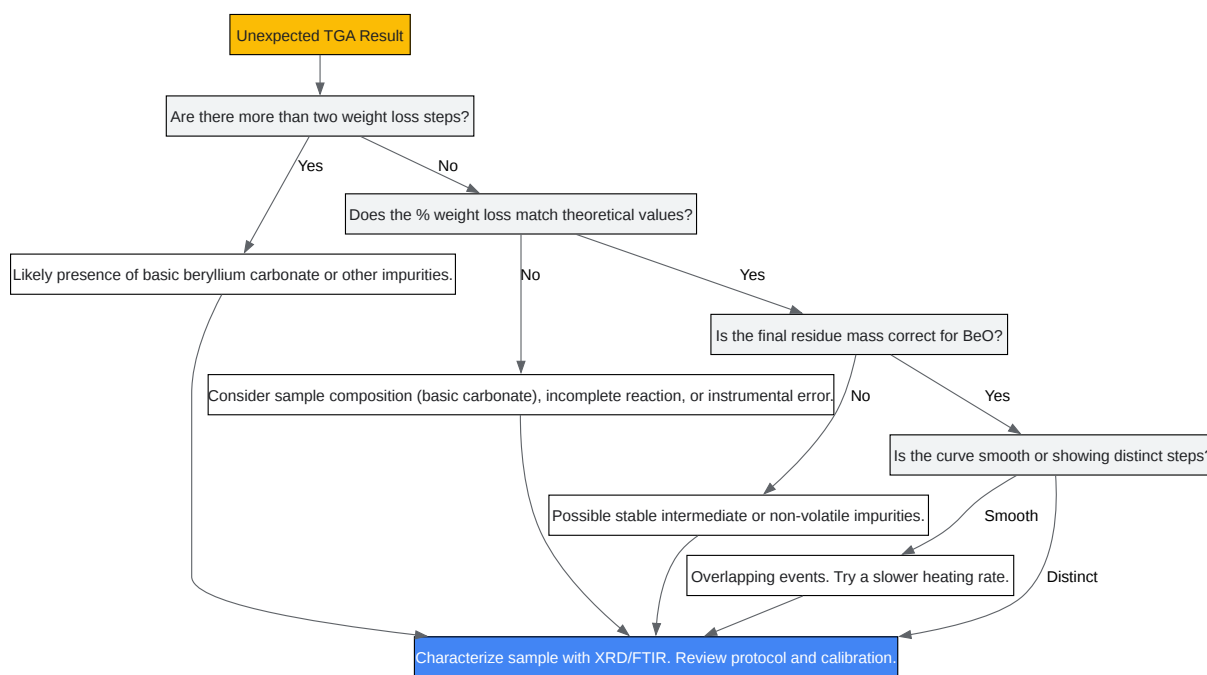 Unexpected TGA Result
Are there more than two weight loss steps?
Yes
No
Does the % weight loss match theoretical values?
Likely presence of basic beryllium carbonate or other impurities.
No
Yes
Is the final residue mass correct for BeO?
Consider sample composition (basic carbonate), incomplete reaction, or instrumental error.
No
Yes
Is the curve smooth or showing distinct steps?
Possible stable intermediate or non-volatile impurities.
Smooth
Overlapping events. Try a slower heating rate.
Distinct
Characterize sample with XRD/FTIR. Review protocol and calibration.